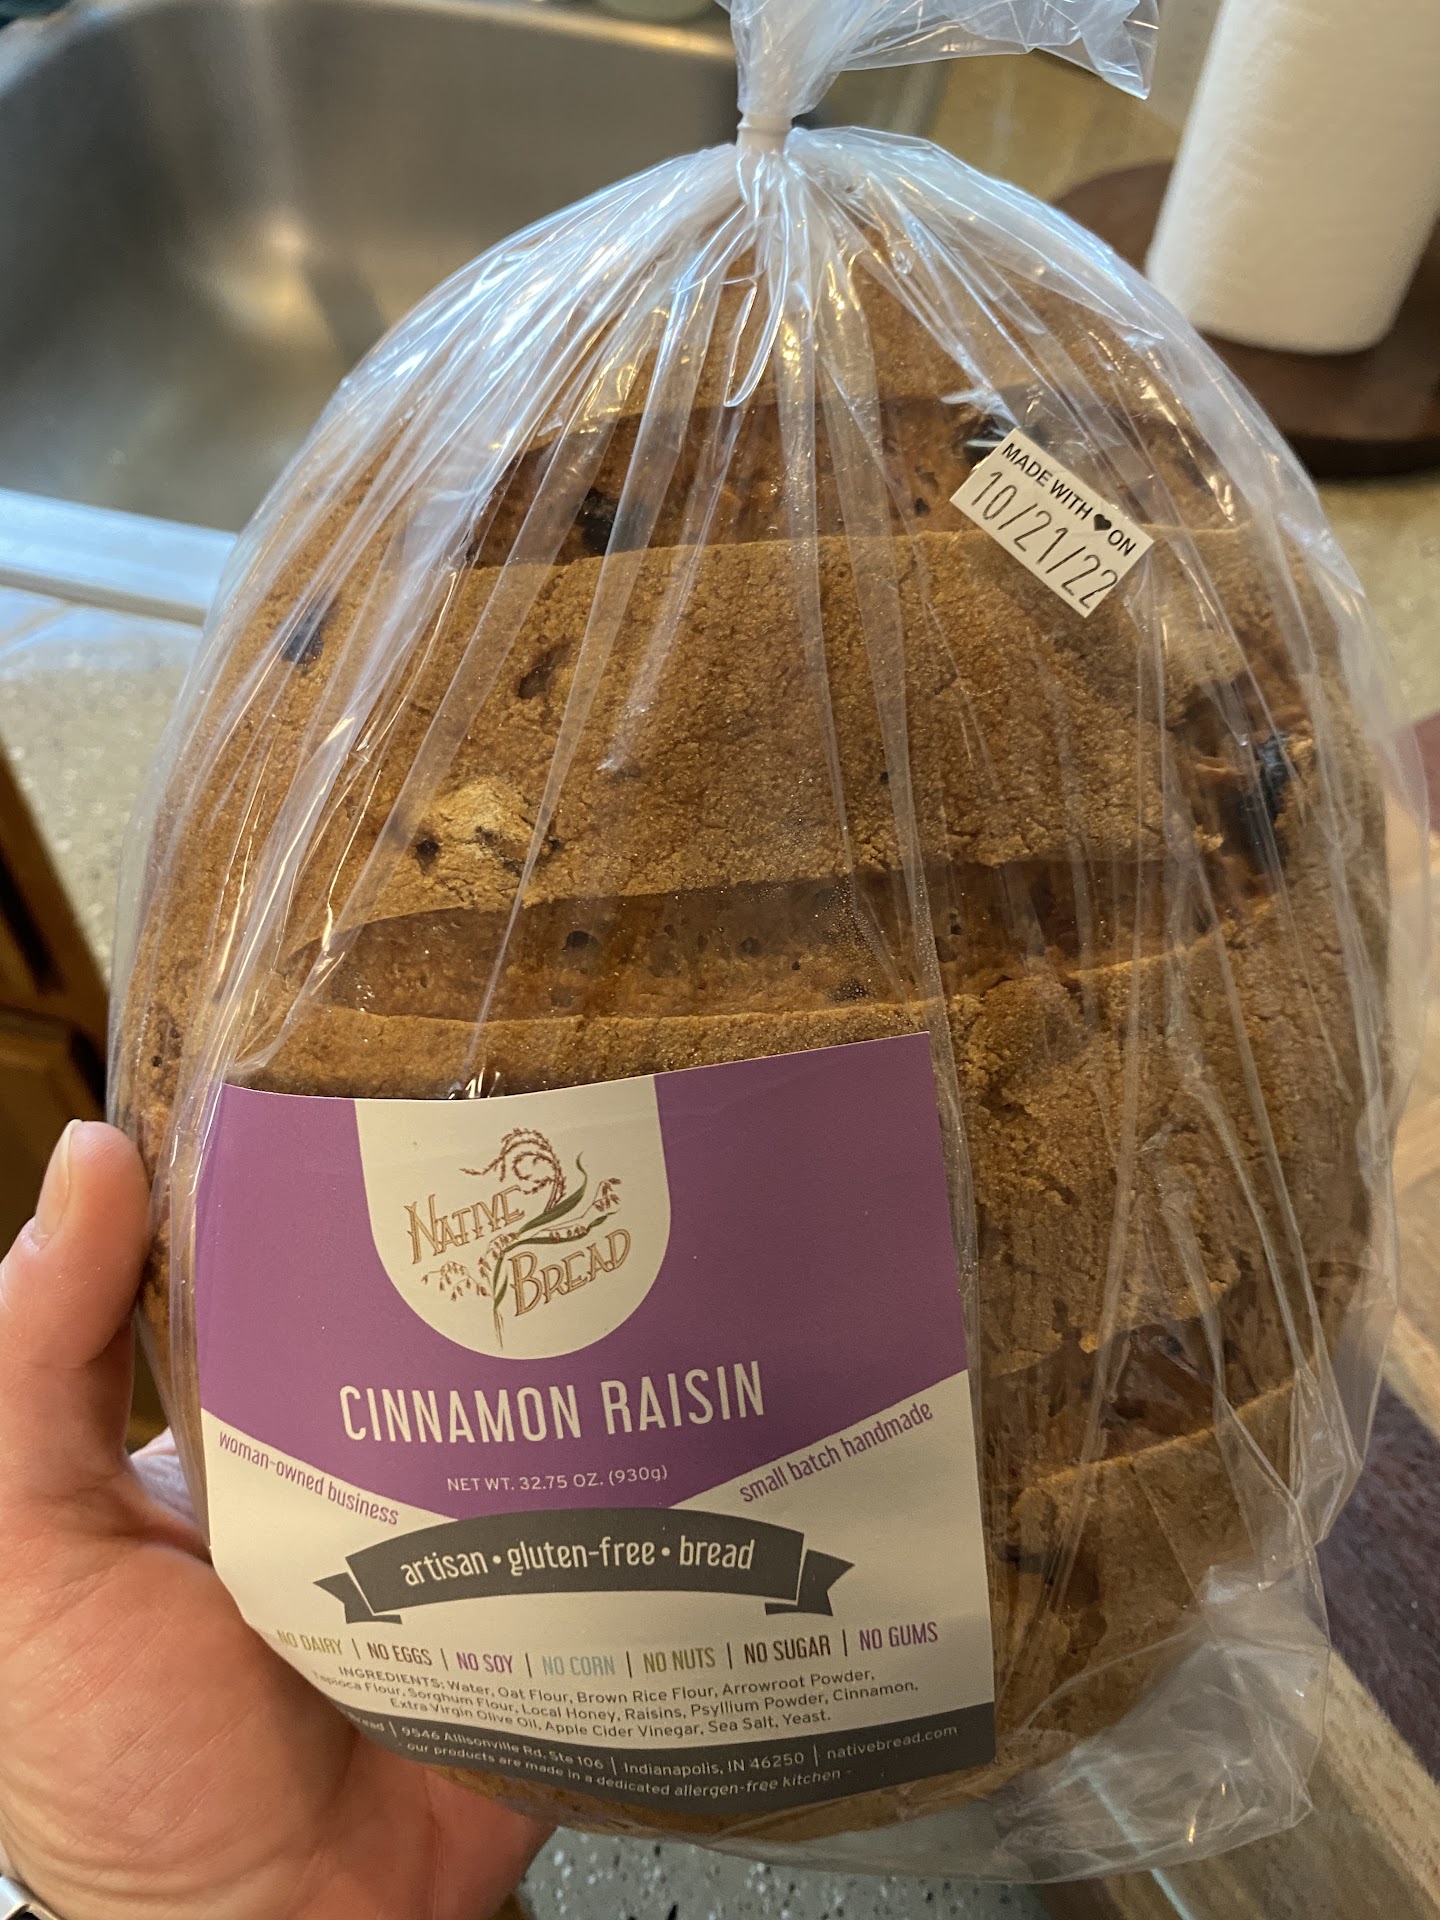 MADE WITH ♥ ON
10/21/22
NATIVE
BREAD
CINNAMON RAISIN
NET WT. 32.75 OZ. (930g)
woman-owned business
small batch handmade
artisan • gluten-free • bread
NO DAIRY | NO EGGS | NO SOY | NO CORN | NO NUTS | NO SUGAR | NO GUMS
INGREDIENTS: Water, Oat Flour, Brown Rice Flour, Arrowroot Powder,
Tapioca Flour, Sorghum Flour, Local Honey, Raisins, Psyllium Powder, Cinnamon,
Extra Virgin Olive Oil, Apple Cider Vinegar, Sea Salt, Yeast.
Bread | 9546 Allisonville Rd, Ste 106 | Indianapolis, IN 46250 | nativebread.com
- our products are made in a dedicated allergen-free kitchen -